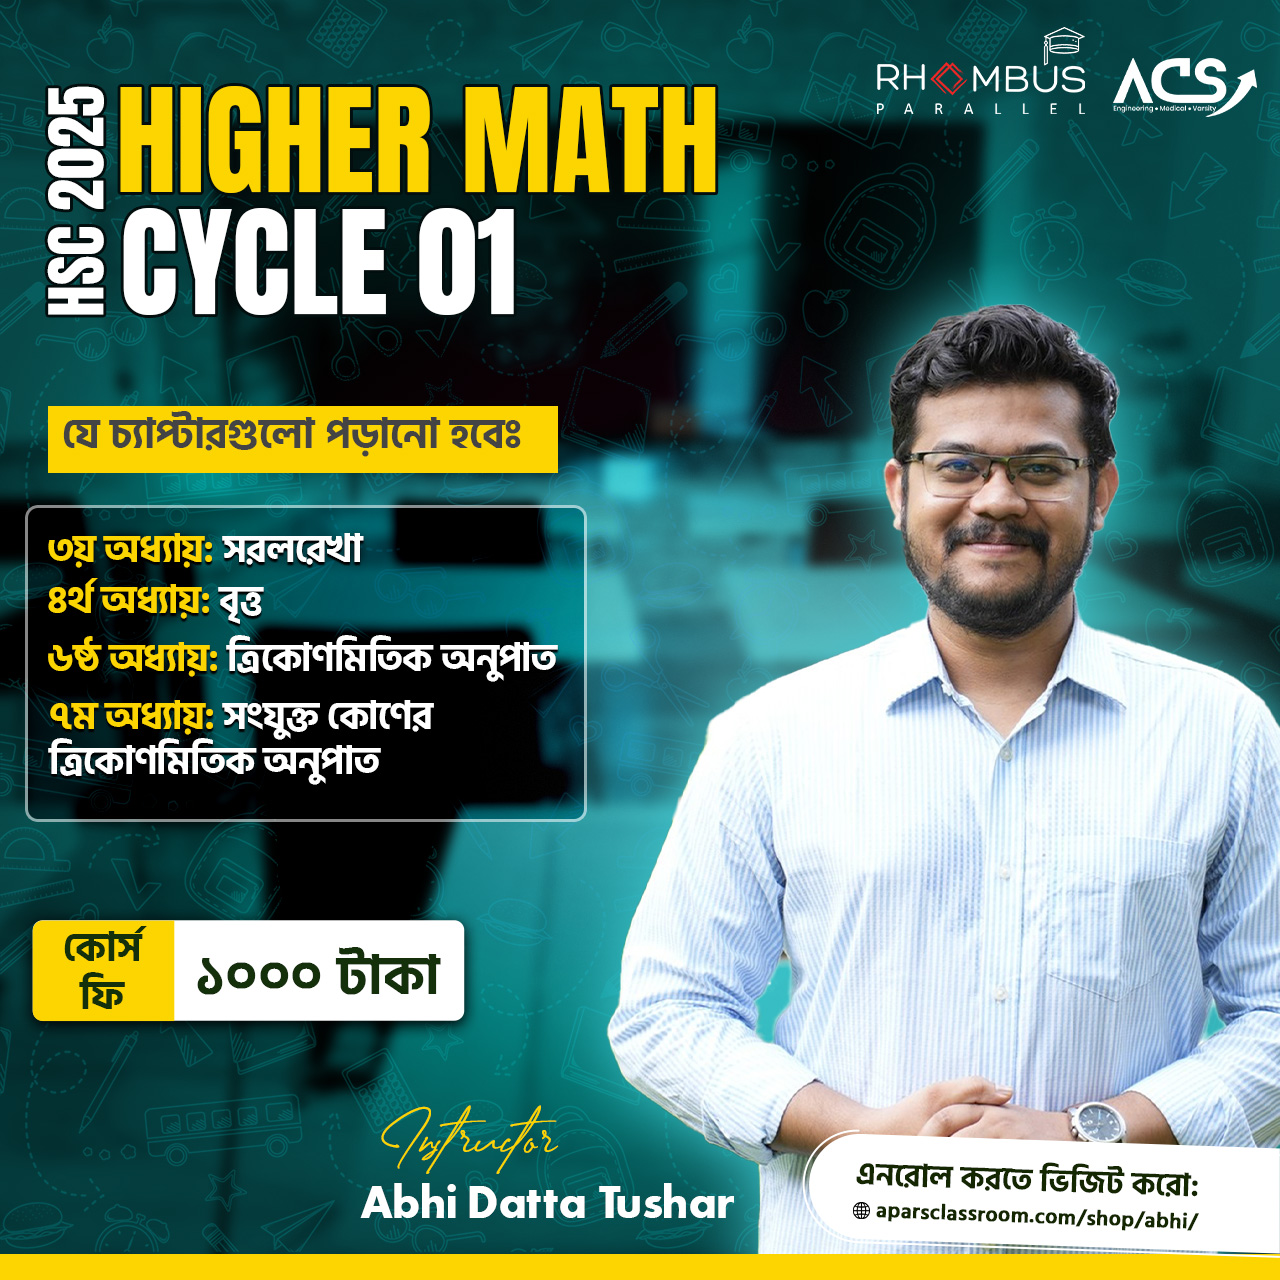 RHOMBUS
PARALLEL
ACS
Engineering • Medical • Varsity
HSC 2025
HIGHER MATH
CYCLE 01
যে চ্যাপ্টারগুলো পড়ানো হবেঃ
৩য় অধ্যায়: সরলরেখা
৪র্থ অধ্যায়: বৃত্ত
৬ষ্ঠ অধ্যায়: ত্রিকোণমিতিক অনুপাত
৭ম অধ্যায়: সংযুক্ত কোণের
ত্রিকোণমিতিক অনুপাত
কোর্স
ফি
১০০০ টাকা
Instructor
Abhi Datta Tushar
এনরোল করতে ভিজিট করো:
aparsclassroom.com/shop/abhi/